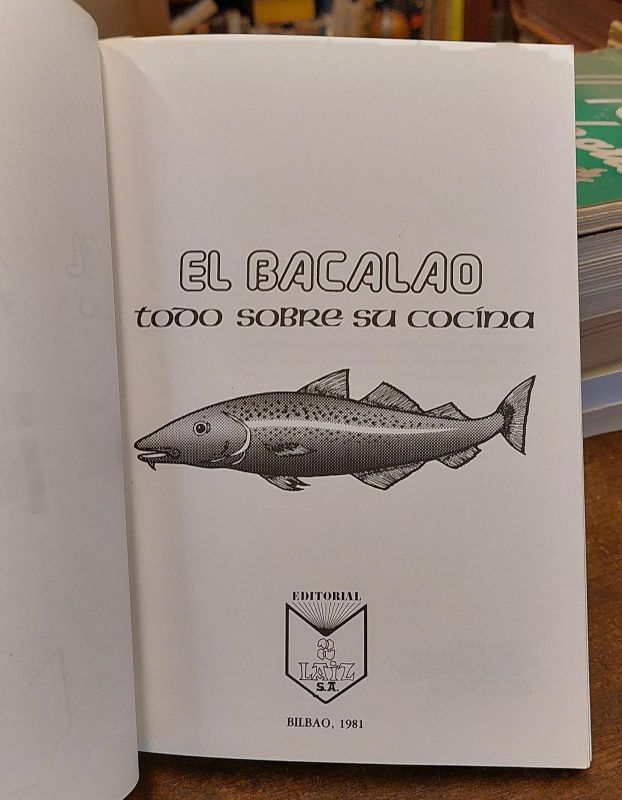 EL BACALAO
todo sobre su cocina
EDITORIAL
LAIZ
S.A.
BILBAO, 1981